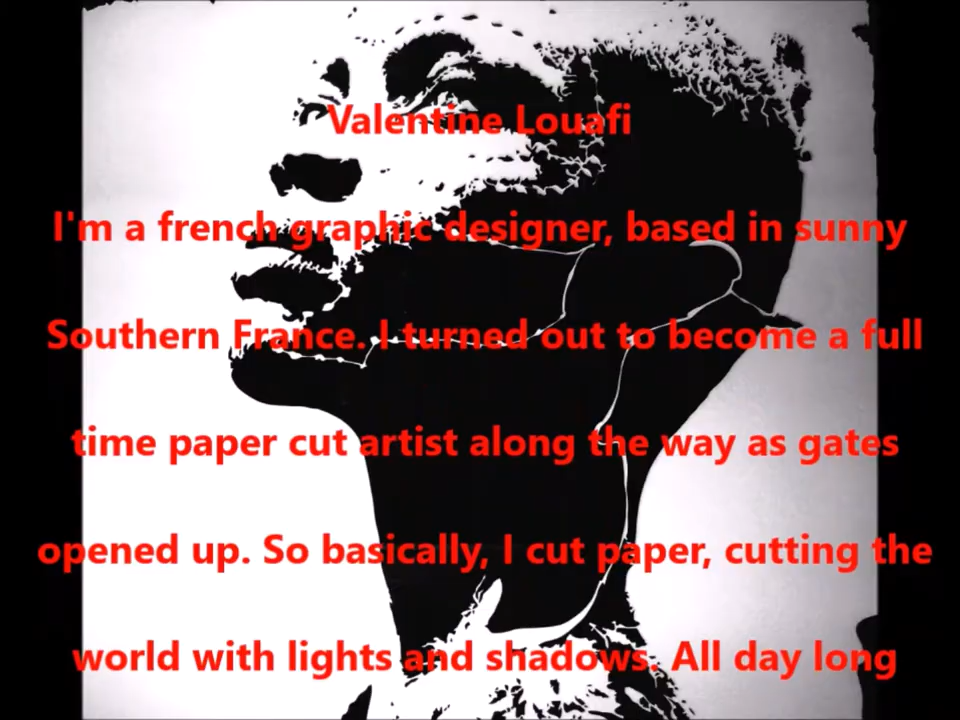 Valentine Louafi
I'm a french graphic designer, based in sunny
Southern France. I turned out to become a full
time paper cut artist along the way as gates
opened up. So basically, I cut paper, cutting the
world with lights and shadows. All day long